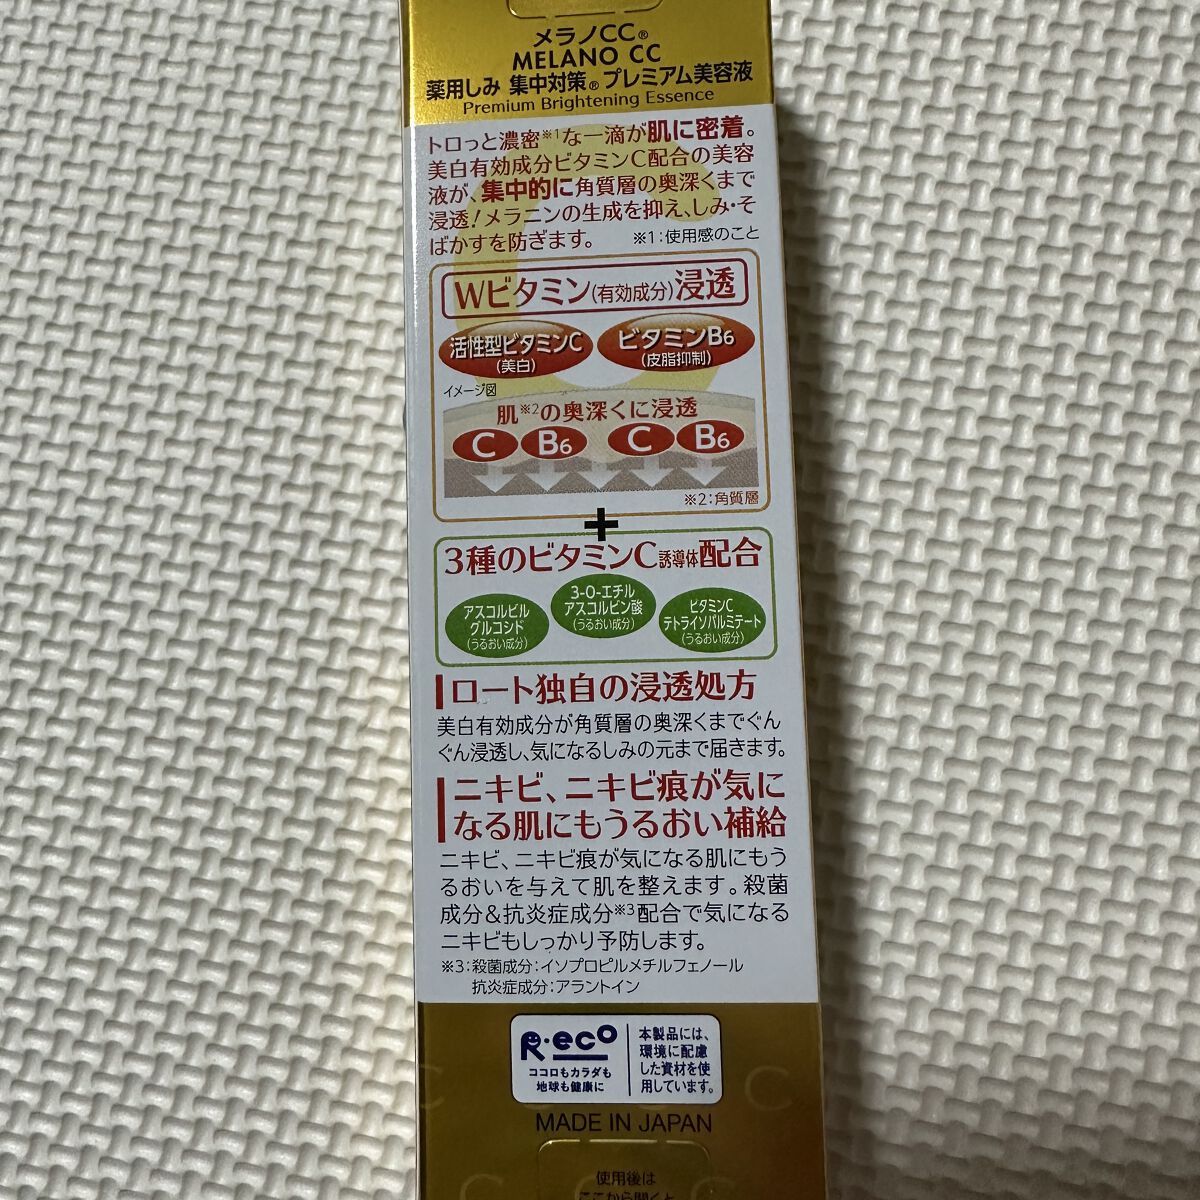 メラノCC®
MELANO CC
薬用しみ 集中対策® プレミアム美容液
Premium Brightening Essence
トロっと濃密※1な一滴が肌に密着。
美白有効成分ビタミンC配合の美容
液が、集中的に角質層の奥深くまで
浸透!メラニンの生成を抑え、しみ・そ
ばかすを防ぎます。 ※1:使用感のこと
Wビタミン(有効成分)浸透
活性型ビタミンC
(美白)
ビタミンB6
(皮脂抑制)
イメージ図
肌※2の奥深くに浸透
C B6 C B6
※2:角質層
+
3種のビタミンC誘導体配合
アスコルビル
グルコシド
(うるおい成分)
3-O-エチル
アスコルビン酸
(うるおい成分)
ビタミンC
テトライソパルミテート
(うるおい成分)
ロート独自の浸透処方
美白有効成分が角質層の奥深くまでぐん
ぐん浸透し、気になるしみの元まで届きます。
ニキビ、ニキビ痕が気に
なる肌にもうるおい補給
ニキビ、ニキビ痕が気になる肌にもう
るおいを与えて肌を整えます。殺菌
成分&抗炎症成分※3配合で気になる
ニキビもしっかり予防します。
※3:殺菌成分:イソプロピルメチルフェノール
抗炎症成分:アラントイン
R・eco
ココロもカラダも
地球も健康に
本製品には、
環境に配慮
した資材を使
用しています。
MADE IN JAPAN
使用後は
ここから開くと